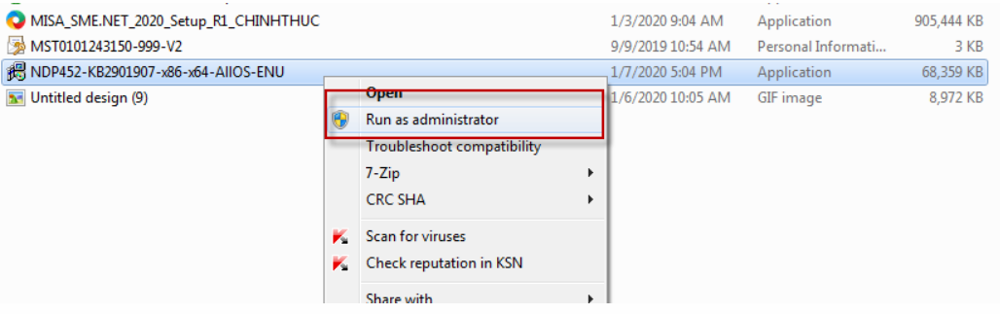 MISA_SME.NET_2020_Setup_R1_CHINHTHUC 1/3/2020 9:04 AM Application 905,444 KB
MST0101243150-999-V2 9/9/2019 10:54 AM Personal Informati... 3 KB
NDP452-KB2901907-x86-x64-AllOS-ENU 1/7/2020 5:04 PM Application 68,359 KB
Untitled design (9) 1/6/2020 10:05 AM GIF image 8,972 KB
Open
Run as administrator
Troubleshoot compatibility
7-Zip
CRC SHA
Scan for viruses
Check reputation in KSN
Share with